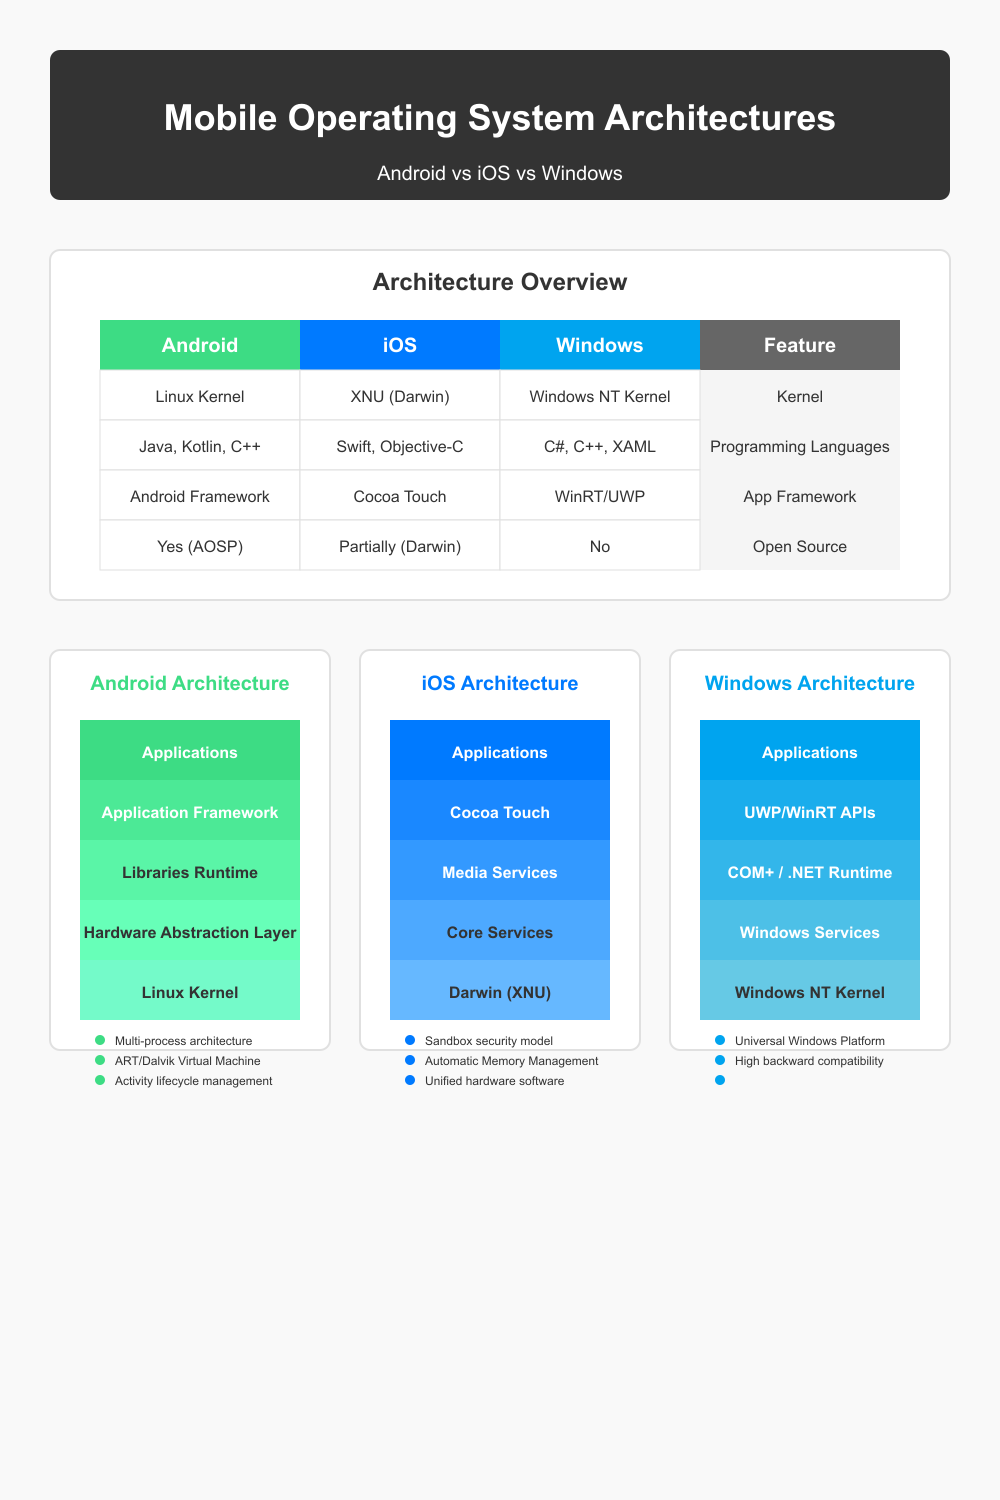 Mobile Operating System Architectures
Android vs iOS vs Windows
Architecture Overview
Android iOS Windows Feature
Linux Kernel XNU (Darwin) Windows NT Kernel Kernel
Java, Kotlin, C++ Swift, Objective-C C#, C++, XAML Programming Languages
Android Framework Cocoa Touch WinRT/UWP App Framework
Yes (AOSP) Partially (Darwin) No Open Source
Android Architecture
Applications
Application Framework
Libraries Runtime
Hardware Abstraction Layer
Linux Kernel
Multi-process architecture
ART/Dalvik Virtual Machine
Activity lifecycle management
iOS Architecture
Applications
Cocoa Touch
Media Services
Core Services
Darwin (XNU)
Sandbox security model
Automatic Memory Management
Unified hardware software
Windows Architecture
Applications
UWP/WinRT APIs
COM+ / .NET Runtime
Windows Services
Windows NT Kernel
Universal Windows Platform
High backward compatibility